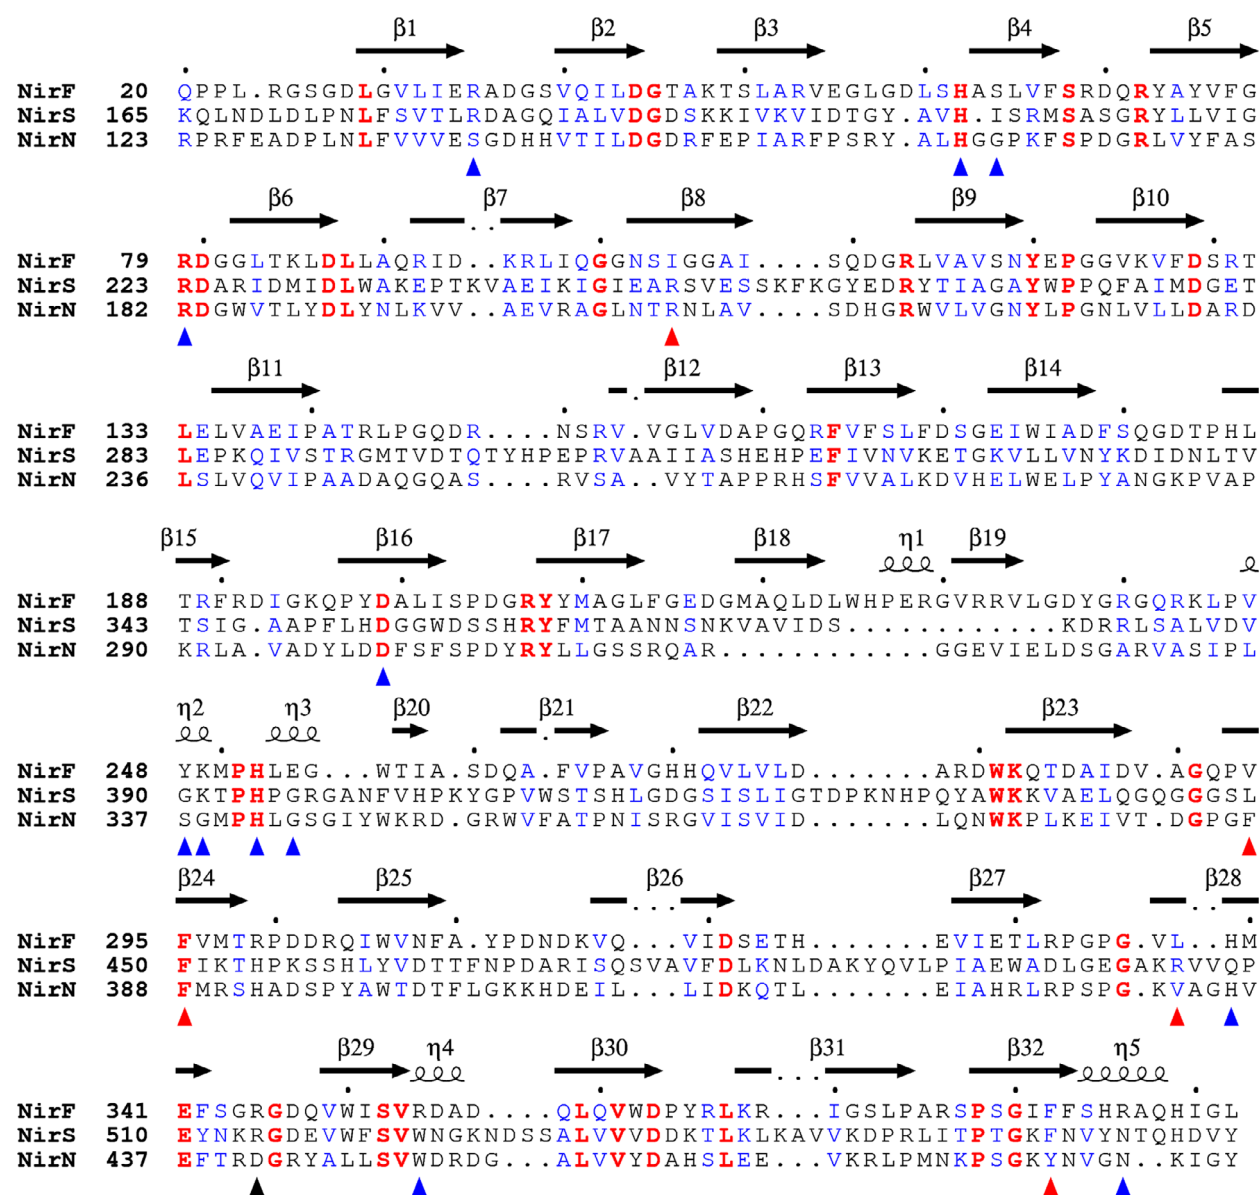 β1 β2 β3 β4 β5
NirF 20 QPPL.RGSGDLGVLIERADGSVQILDGTAKTSLARVEGLGDLSHASLVFSRDQRYAYVFG
NirS 165 KQLNDLDLPNLFSVTLRDAGQIALVDGDSKKIVKVIDTGY.AVH.ISRMSASGRYLLVIG
NirN 123 RPRFEADPLNLFVVVESGDHHVTILDGDRFEPIARFPSRY.ALHGGPKFSPDGRLVYFAS
β6 β7 β8 β9 β10
NirF 79 RDGGLTKLDLLAQRID..KRLIQGGNSIGGAI....SQDGRLVAVSNYEPGGVKVFDSRT
NirS 223 RDARIDMIDLWAKEPTKVAEIKIGIEARSVESSKFKGYEDRYTIAGAYWPPQFAIMDGET
NirN 182 RDGWVTLYDLYNLKVV..AEVRAGLNTRNLAV....SDHGRWVLVGNYLPGNLVLLDARD
β11 β12 β13 β14
NirF 133 LELVAEIPATRLPGQDR....NSRV.VGLVDAPGQRFVFSLFDSGEIWIADFSQGDTPHL
NirS 283 LEPKQIVSTRGMTVDTQTYHPEPRVAAIIASHEHPEFIVNVKETGKVLLVNYKDIDNLTV
NirN 236 LSLVQVIPAADAQGQAS....RVSA..VYTAPPRHSFVVALKDVHELWELPYANGKPVAP
β15 β16 β17 β18 η1 β19
NirF 188 TRFRDIGKQPYDALISPDGRYYMAGLFGEDGMAQLDLWHPERGVRRVLGDYGRGQRKLPV
NirS 343 TSIG.AAPFLHDGGWDSSHRYFMTAANNSNKVAVIDS............KDRRLSALVDV
NirN 290 KRLA.VADYLDDFSFSPDYRYLLGSSRQAR............GGEVIELDSGARVASIPL
η2 η3 β20 β21 β22 β23
NirF 248 YKMPHLEG...WTIA.SDQA.FVPAVGHHQVLVLD.......ARDWKQTDAIDV.AGQPV
NirS 390 GKTPHPGRGANFVHPKYGPVWSTSHLGDGSISLIGTDPKNHPQYAWKKVAELQGQGGGSL
NirN 337 SGMPHLGSGIYWKRD.GRWVFATPNISRGVISVID.......LQNWKPLKEIVT.DGPGF
β24 β25 β26 β27 β28
NirF 295 FVMTRPDDRQIWVNFA.YPDNDKVQ...VIDSETH.......EVIETLRPGPG.VL..HM
NirS 450 FIKTHPKSSHLYVDTTFNPDARISQSVAVFDLKNLDAKYQVLPIAEWADLGEGAKRVVQP
NirN 388 FMRSHADSPYAWTDTFLGKKHDEIL...LIDKQTL.......EIAHRLRPSPG.KVAGHV
β29 η4 β30 β31 β32 η5
NirF 341 EFSGRGDQVWISVRDAD....QLQVWDPYRLKR...IGSLPARSPSGIFFSHRAQHIGL
NirS 510 EYNKRGDEVWFSVWNGKNDSSALVVVDDKTLKLKAVVKDPRLITPTGKFNVYNTQHDVY
NirN 437 EFTRDGRYALLSVWDRDG...ALVVYDAHSLEE...VKRLPMNKPSGKYNVGN..KIGY